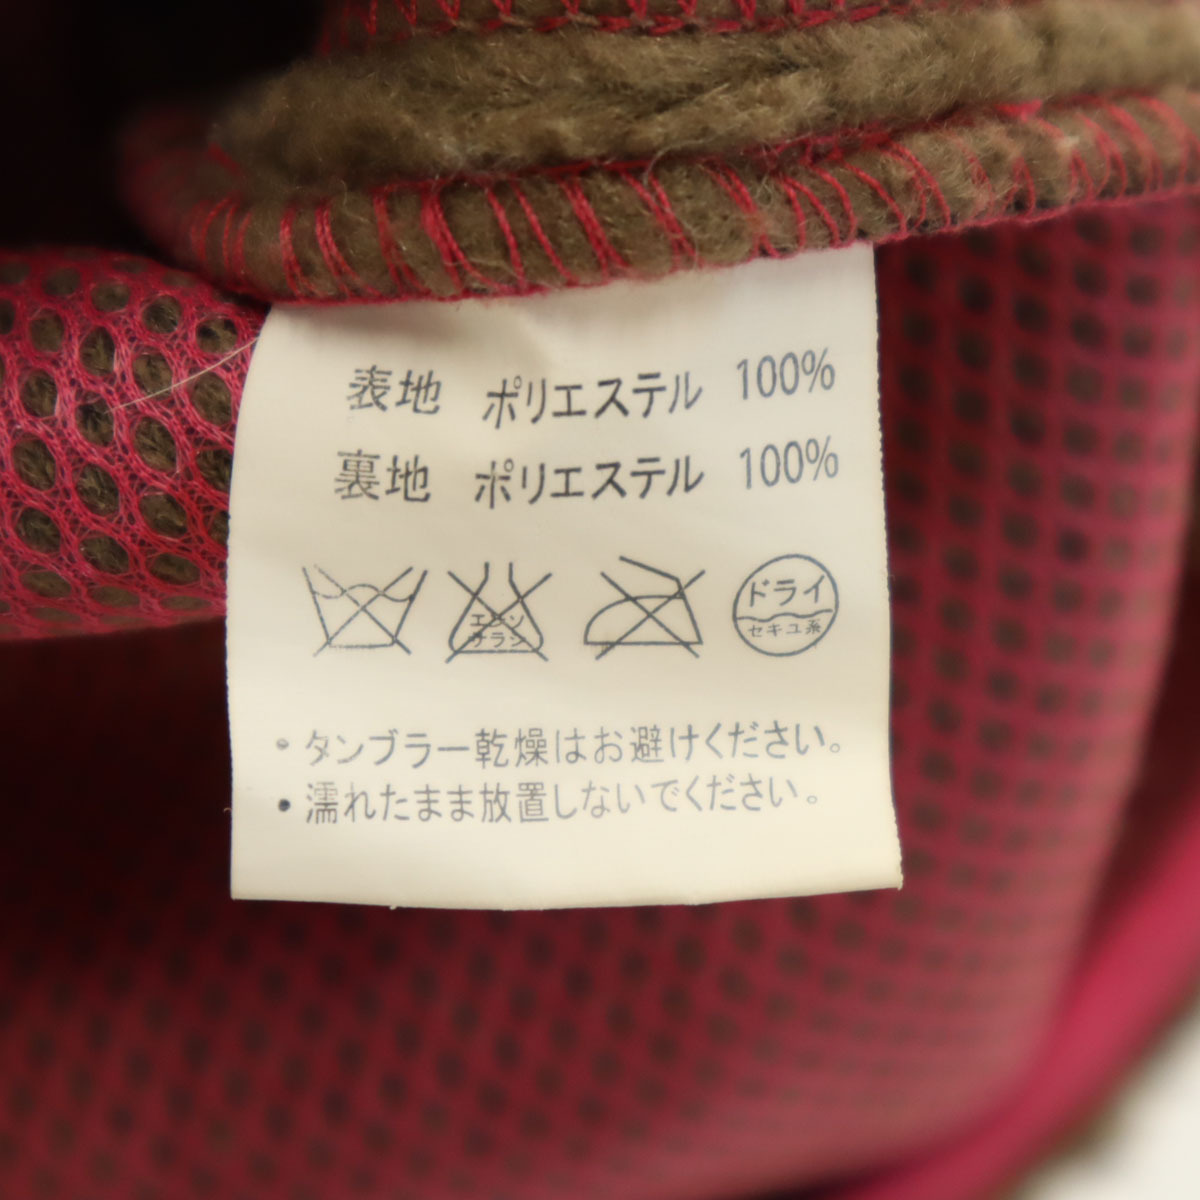 表地 ポリエステル 100%
裏地 ポリエステル 100%
エンソ
サラシ
ドライ
セキユ系
・タンブラー乾燥はお避けください。
・濡れたまま放置しないでください。